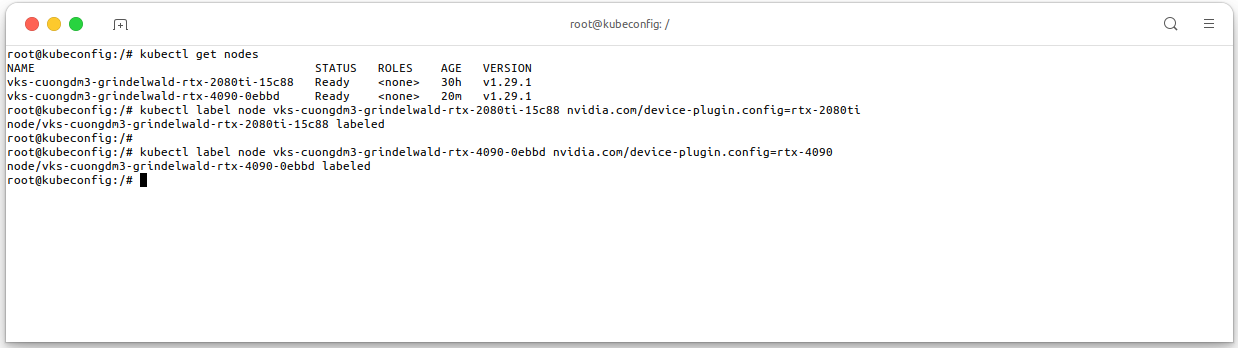 root@kubeconfig: /
root@kubeconfig:/# kubectl get nodes
NAME STATUS ROLES AGE VERSION
vks-cuongdm3-grindelwald-rtx-2080ti-15c88 Ready <none> 30h v1.29.1
vks-cuongdm3-grindelwald-rtx-4090-0ebbd Ready <none> 20m v1.29.1
root@kubeconfig:/# kubectl label node vks-cuongdm3-grindelwald-rtx-2080ti-15c88 nvidia.com/device-plugin.config=rtx-2080ti
node/vks-cuongdm3-grindelwald-rtx-2080ti-15c88 labeled
root@kubeconfig:/#
root@kubeconfig:/# kubectl label node vks-cuongdm3-grindelwald-rtx-4090-0ebbd nvidia.com/device-plugin.config=rtx-4090
node/vks-cuongdm3-grindelwald-rtx-4090-0ebbd labeled
root@kubeconfig:/#